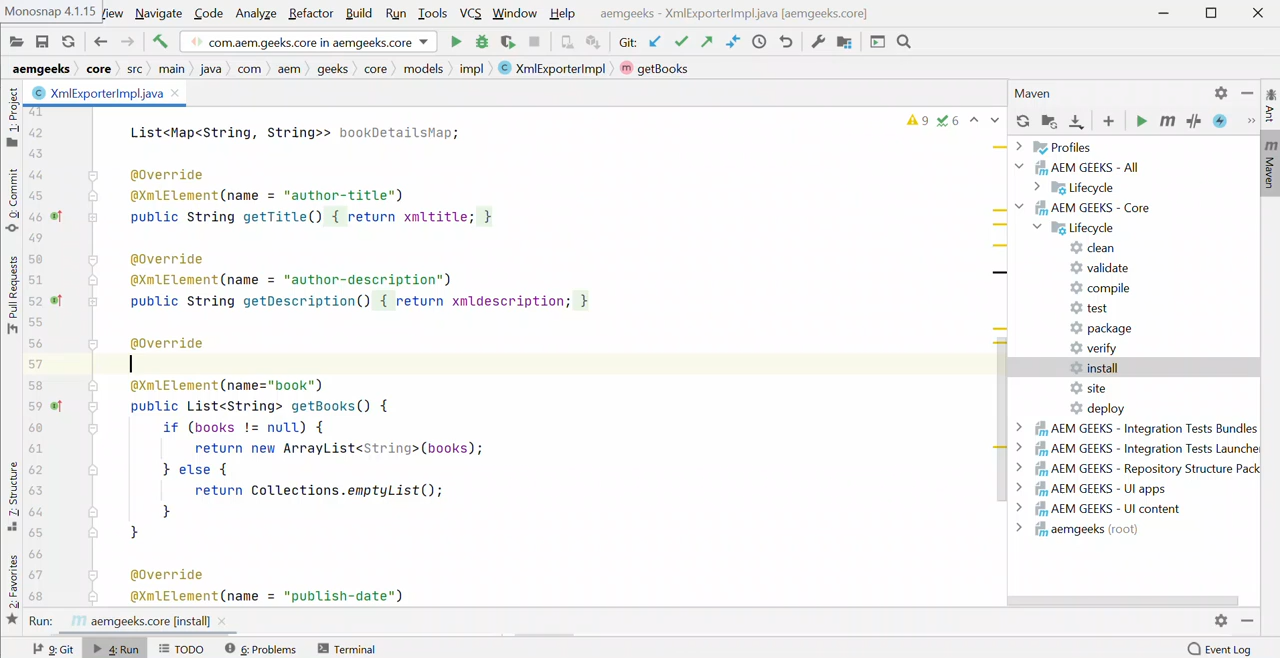 Monosnap 4.1.15
View Navigate Code Analyze Refactor Build Run Tools VCS Window Help aemgeeks - XmlExporterImpl.java [aemgeeks.core]
com.aem.geeks.core in aemgeeks.core Git:
aemgeeks core src main java com aem geeks core models impl XmlExporterImpl getBooks
XmlExporterImpl.java
9 6
41
42 List<Map<String, String>> bookDetailsMap;
43
44 @Override
45 @XmlElement(name = "author-title")
46 public String getTitle() { return xmltitle; }
49
50 @Override
51 @XmlElement(name = "author-description")
52 public String getDescription() { return xmldescription; }
55
56 @Override
57
58 @XmlElement(name="book")
59 public List<String> getBooks() {
60 if (books != null) {
61 return new ArrayList<String>(books);
62 } else {
63 return Collections.emptyList();
64 }
65 }
66
67 @Override
68 @XmlElement(name = "publish-date")
1: Project
0: Commit
Pull Requests
7: Structure
2: Favorites
Maven
Profiles
AEM GEEKS - All
Lifecycle
AEM GEEKS - Core
Lifecycle
clean
validate
compile
test
package
verify
install
site
deploy
AEM GEEKS - Integration Tests Bundles
AEM GEEKS - Integration Tests Launche
AEM GEEKS - Repository Structure Pack
AEM GEEKS - UI apps
AEM GEEKS - UI content
aemgeeks (root)
Ant
m Maven
Run: aemgeeks.core [install]
9: Git 4: Run TODO 6: Problems Terminal Event Log